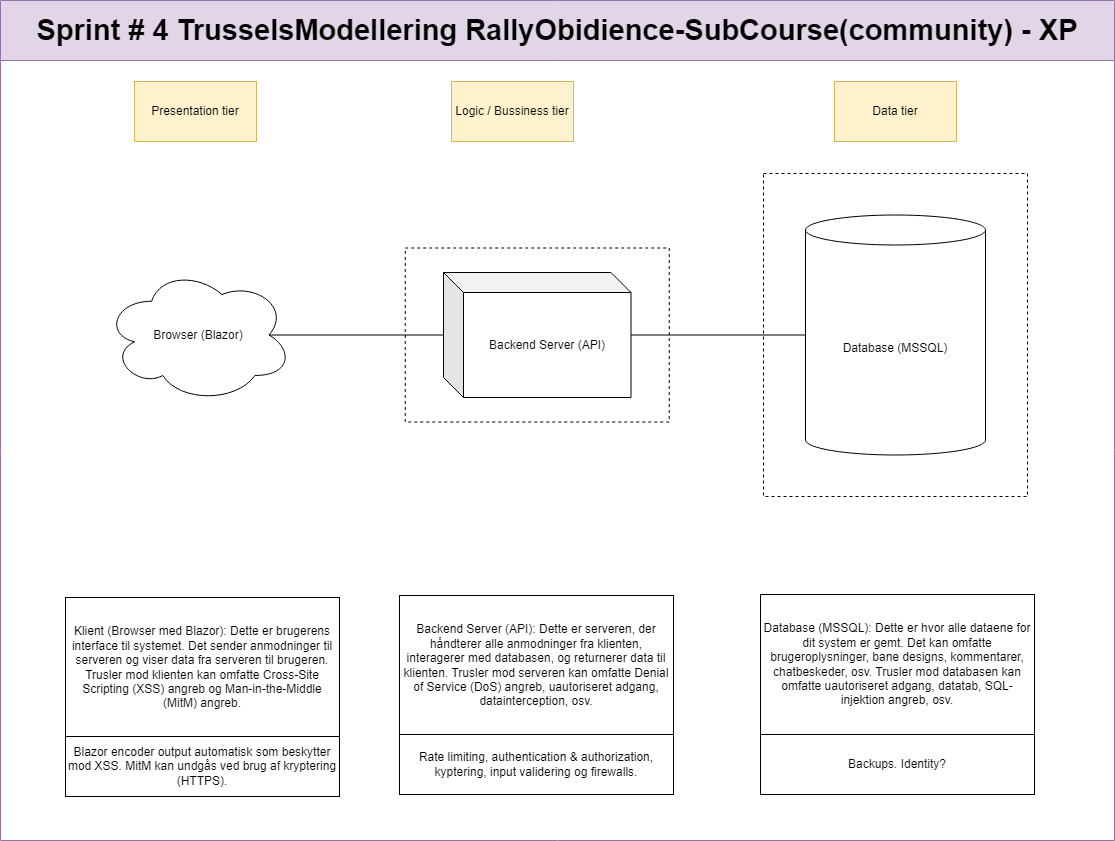 Sprint # 4 TrusselsModellering RallyObidience-SubCourse(community) - XP
Presentation tier
Logic / Bussiness tier
Data tier
Browser (Blazor)
Backend Server (API)
Database (MSSQL)
Klient (Browser med Blazor): Dette er brugerens
interface til systemet. Det sender anmodninger til
serveren og viser data fra serveren til brugeren.
Trusler mod klienten kan omfatte Cross-Site
Scripting (XSS) angreb og Man-in-the-Middle
(MitM) angreb.
Blazor encoder output automatisk som beskytter
mod XSS. MitM kan undgås ved brug af kryptering
(HTTPS).
Backend Server (API): Dette er serveren, der
håndterer alle anmodninger fra klienten,
interagerer med databasen, og returnerer data til
klienten. Trusler mod serveren kan omfatte Denial
of Service (DoS) angreb, uautoriseret adgang,
datainterception, osv.
Rate limiting, authentication & authorization,
kyptering, input validering og firewalls.
Database (MSSQL): Dette er hvor alle dataene for
dit system er gemt. Det kan omfatte
brugeroplysninger, bane designs, kommentarer,
chatbeskeder, osv. Trusler mod databasen kan
omfatte uautoriseret adgang, datatab, SQL-
injektion angreb, osv.
Backups. Identity?